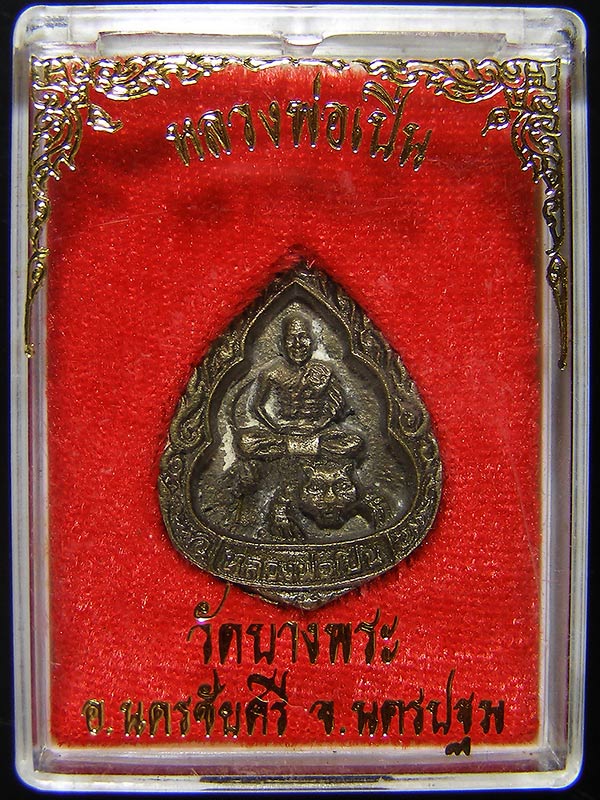 หลวงพ่อเปิ่น
หลวงพ่อเปิ่น
วัดบางพระ
อ.นครชัยศรี จ.นครปฐม